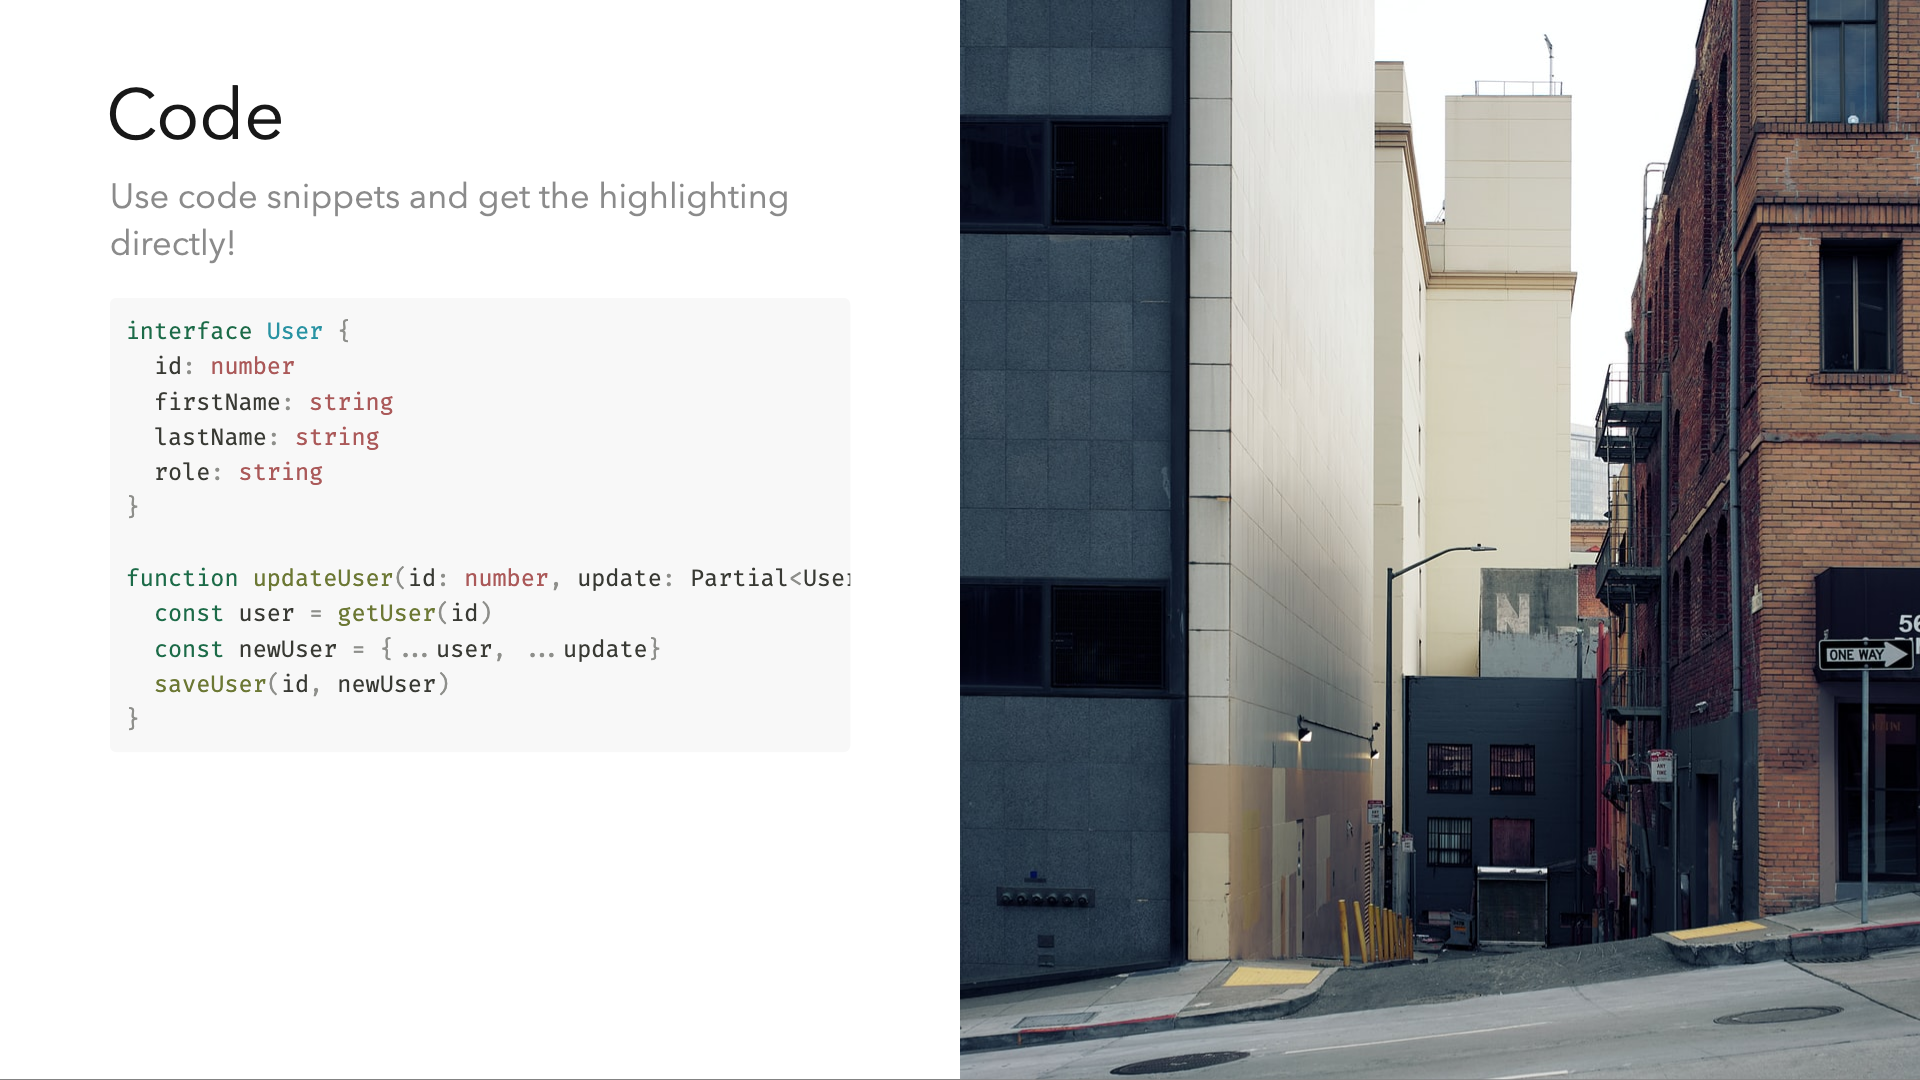 Code
Use code snippets and get the highlighting
directly!
interface User {
  id: number
  firstName: string
  lastName: string
  role: string
}
function updateUser(id: number, update: Partial<User
  const user = getUser(id)
  const newUser = {...user, ...update}
  saveUser(id, newUser)
}
N
56
ONE WAY
ANY
TIME